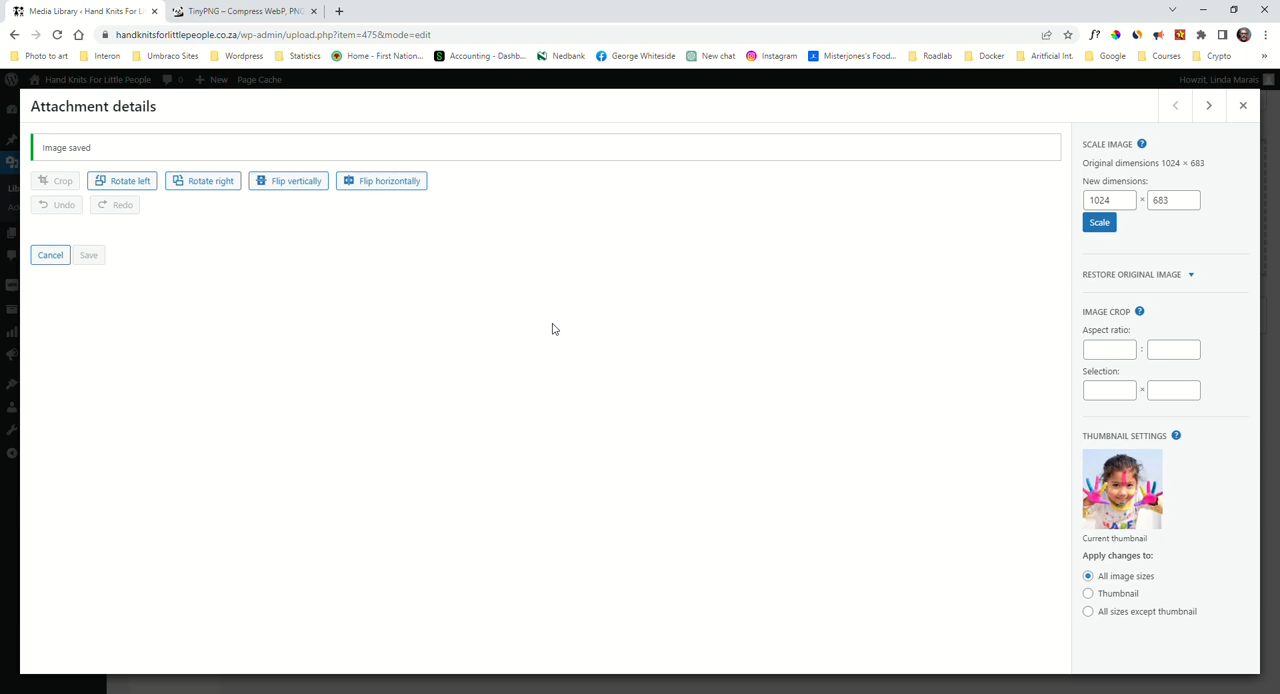 Media Library ‹ Hand Knits For Li
TinyPNG – Compress WebP, PNG
handknitsforlittlepeople.co.za/wp-admin/upload.php?item=475&mode=edit
Photo to art Interon Umbraco Sites Wordpress Statistics Home - First Nation... Accounting - Dashb... Nedbank George Whiteside New chat Instagram Misterjones's Food... Roadlab Docker Aritficial Int. Google Courses Crypto »
Hand Knits For Little People 0 + New Page Cache Howzit, Linda Marais
Attachment details
Image saved
Crop Rotate left Rotate right Flip vertically Flip horizontally
Undo Redo
Cancel Save
SCALE IMAGE ?
Original dimensions 1024 × 683
New dimensions:
1024 × 683
Scale
RESTORE ORIGINAL IMAGE
IMAGE CROP ?
Aspect ratio:
:
Selection:
×
THUMBNAIL SETTINGS ?
Current thumbnail
Apply changes to:
All image sizes
Thumbnail
All sizes except thumbnail